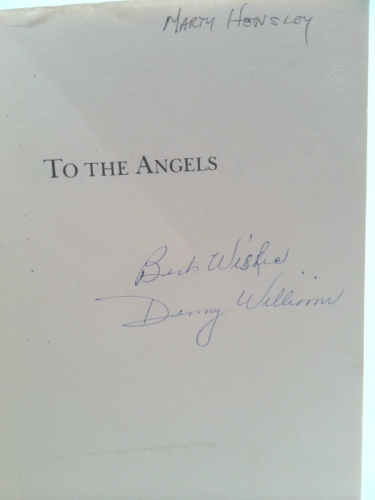 MARTY HENSLEY
TO THE ANGELS
Best Wishes
Denny Williams